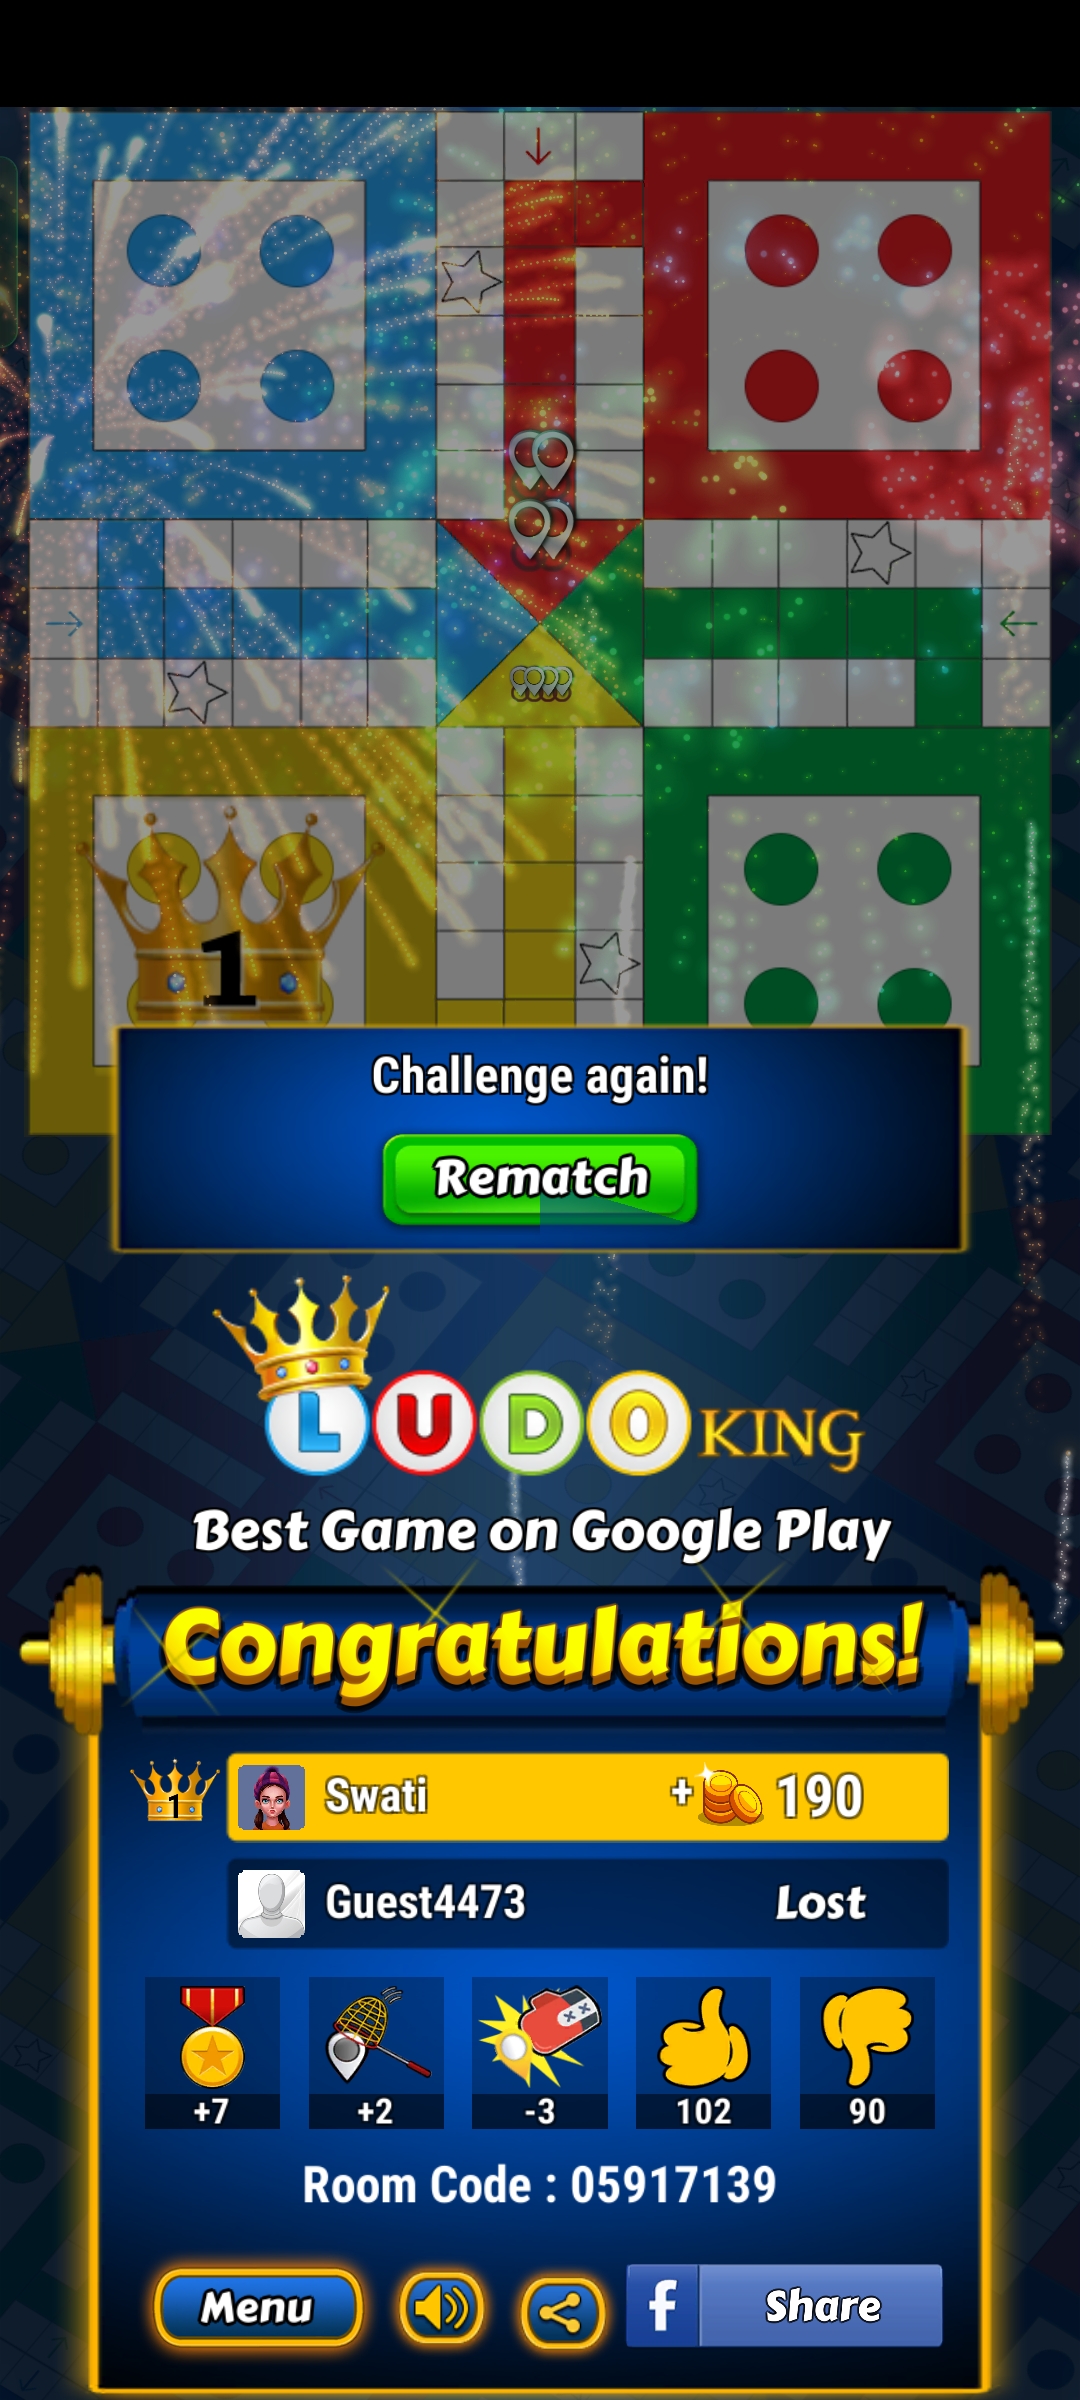 1
Challenge again!
Rematch
LUDO KING
Best Game on Google Play
Congratulations!
1 Swati + 190
Guest4473 Lost
+7 +2 -3 102 90
Room Code : 05917139
Menu f Share